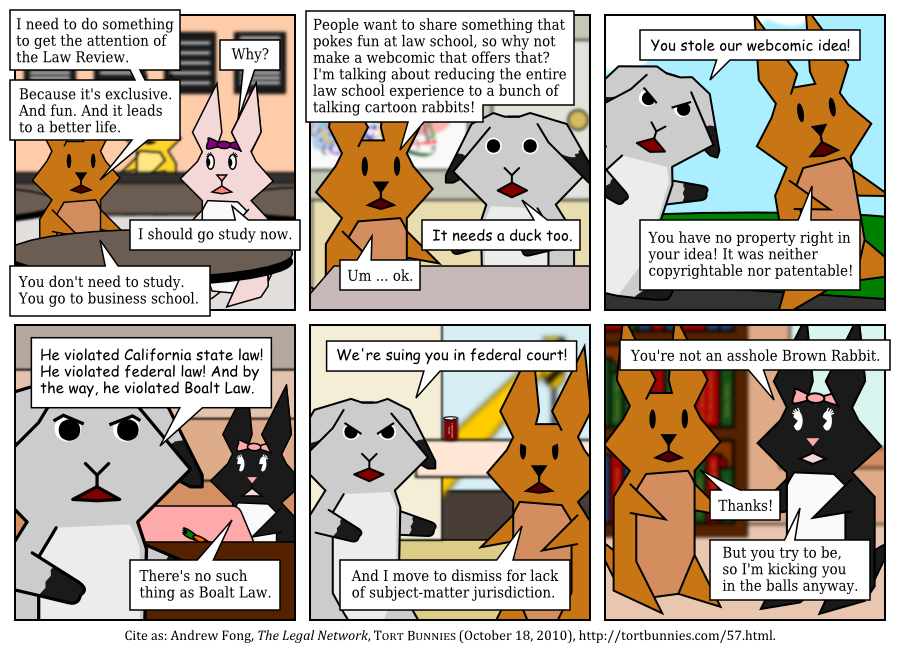 I need to do something
to get the attention of
the Law Review.
Why?
Because it's exclusive.
And fun. And it leads
to a better life.
I should go study now.
You don't need to study.
You go to business school.
People want to share something that
pokes fun at law school, so why not
make a webcomic that offers that?
I'm talking about reducing the entire
law school experience to a bunch of
talking cartoon rabbits!
It needs a duck too.
Um ... ok.
You stole our webcomic idea!
You have no property right in
your idea! It was neither
copyrightable nor patentable!
He violated California state law!
He violated federal law! And by
the way, he violated Boalt Law.
There's no such
thing as Boalt Law.
We're suing you in federal court!
And I move to dismiss for lack
of subject-matter jurisdiction.
You're not an asshole Brown Rabbit.
Thanks!
But you try to be,
so I'm kicking you
in the balls anyway.
Cite as: Andrew Fong, The Legal Network, TORT BUNNIES (October 18, 2010), http://tortbunnies.com/57.html.